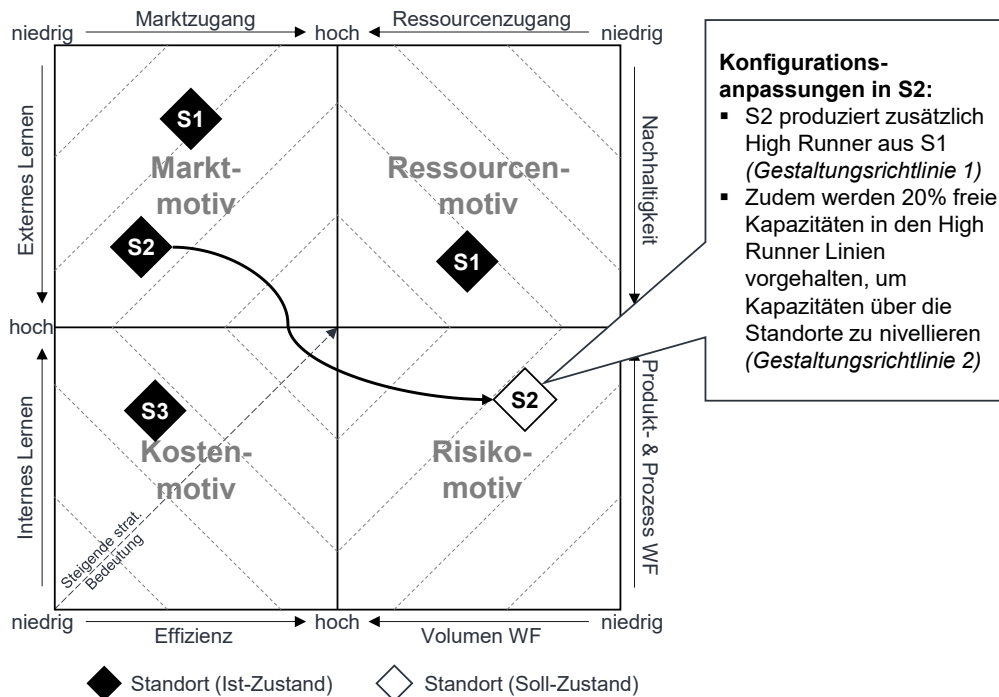 Marktzugang
Ressourcenzugang
niedrig
hoch
niedrig
Externes Lernen
S1
Markt-
motiv
S2
Ressourcen-
motiv
S1
Nachhaltigkeit
Konfigurations-
anpassungen in S2:
▪ S2 produziert zusätzlich
High Runner aus S1
(Gestaltungsrichtlinie 1)
▪ Zudem werden 20% freie
Kapazitäten in den High
Runner Linien
vorgehalten, um
Kapazitäten über die
Standorte zu nivellieren
(Gestaltungsrichtlinie 2)
hoch
Internes Lernen
S3
Kosten-
motiv
Steigende strat.
Bedeutung
S2
Risiko-
motiv
Produkt- & Prozess WF
niedrig
hoch
niedrig
Effizienz
Volumen WF
Standort (Ist-Zustand)
Standort (Soll-Zustand)